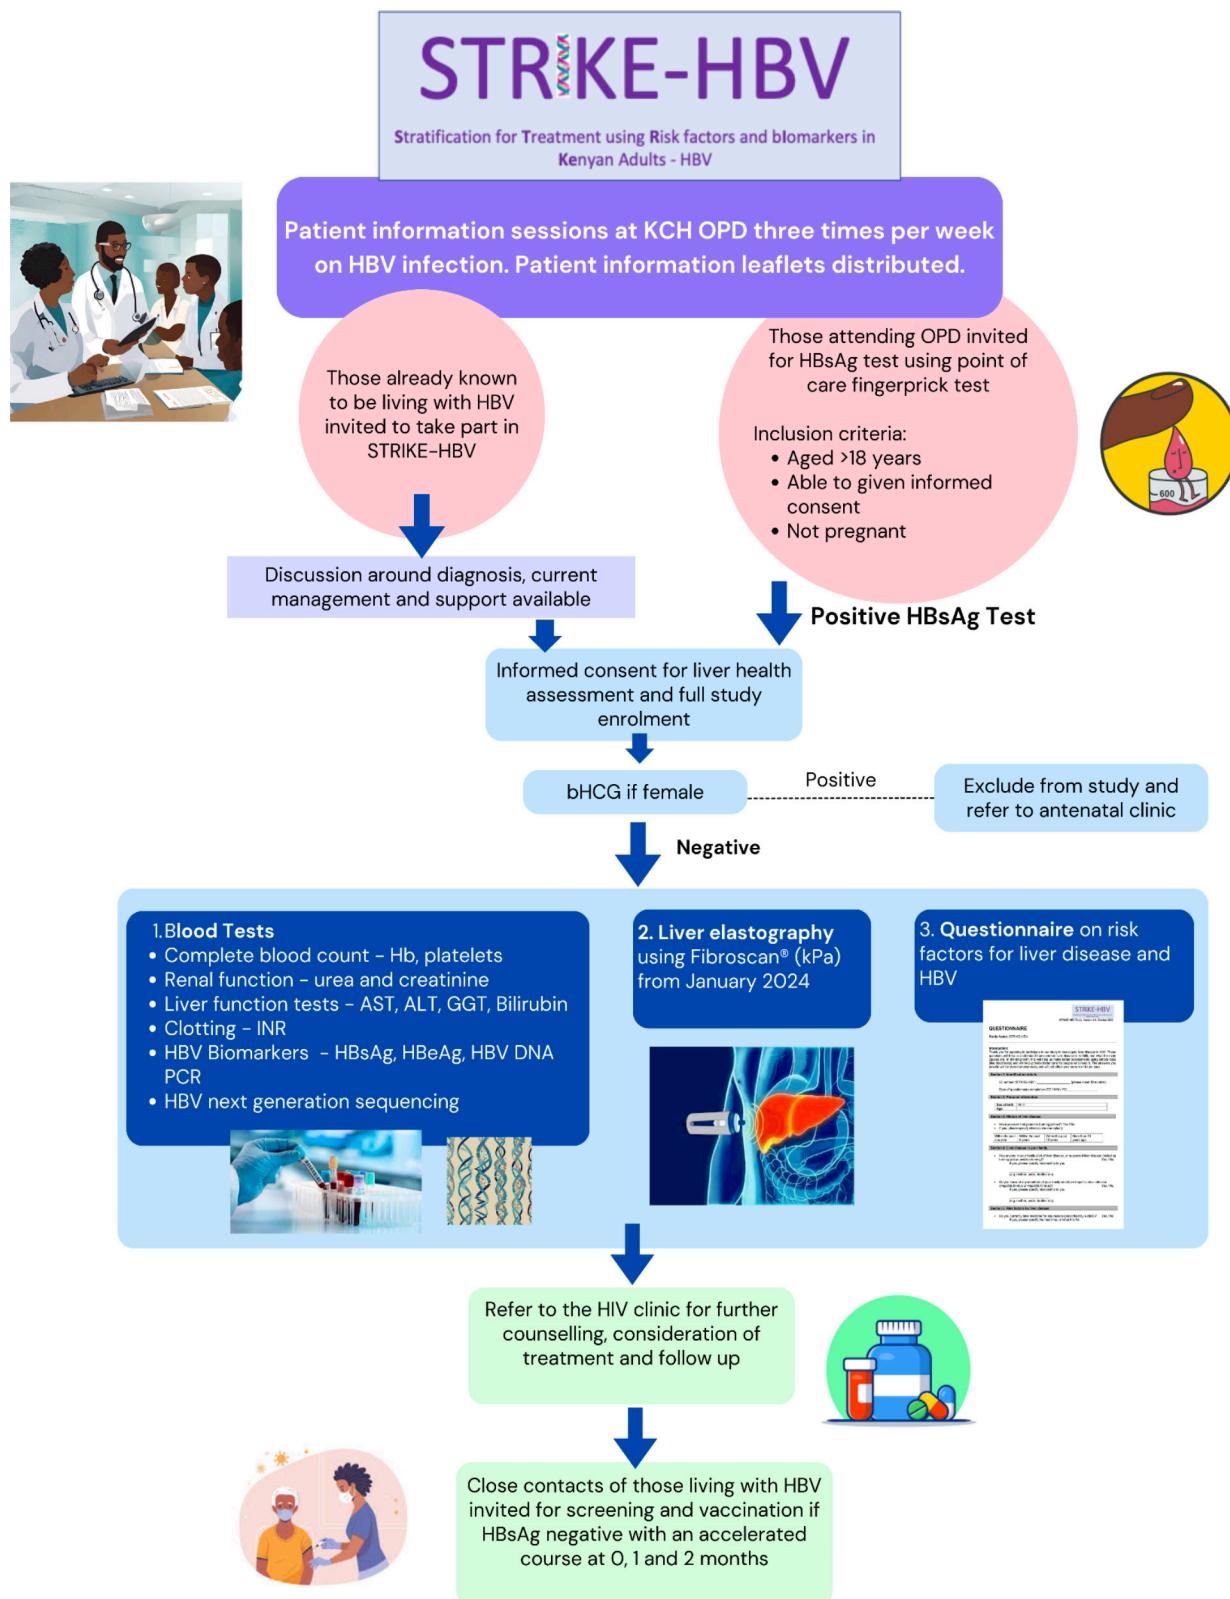 STRIKE-HBV
Stratification for Treatment using Risk factors and bIomarkers in
Kenyan Adults - HBV
Patient information sessions at KCH OPD three times per week
on HBV infection. Patient information leaflets distributed.
Those already known
to be living with HBV
invited to take part in
STRIKE-HBV
Those attending OPD invited
for HBsAg test using point of
care fingerprick test
Inclusion criteria:
• Aged >18 years
• Able to given informed
consent
• Not pregnant
600
Discussion around diagnosis, current
management and support available
Positive HBsAg Test
Informed consent for liver health
assessment and full study
enrolment
bHCG if female
Positive
Exclude from study and
refer to antenatal clinic
Negative
1.Blood Tests
• Complete blood count – Hb, platelets
• Renal function – urea and creatinine
• Liver function tests – AST, ALT, GGT, Bilirubin
• Clotting – INR
• HBV Biomarkers – HBsAg, HBeAg, HBV DNA
PCR
• HBV next generation sequencing
2. Liver elastography
using Fibroscan® (kPa)
from January 2024
3. Questionnaire on risk
factors for liver disease and
HBV
STRIKE-HBV
QUESTIONNAIRE
Refer to the HIV clinic for further
counselling, consideration of
treatment and follow up
Close contacts of those living with HBV
invited for screening and vaccination if
HBsAg negative with an accelerated
course at 0, 1 and 2 months